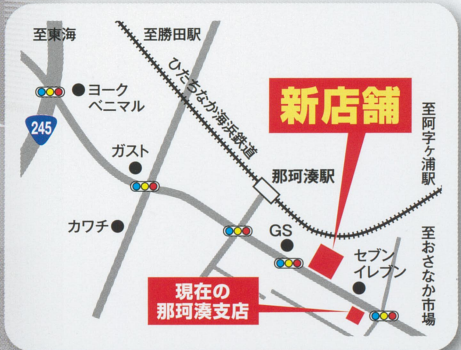 至東海
至勝田駅
ヨーク
ベニマル
ひたちなか海浜鉄道
新店舗
245
ガスト
至阿字ヶ浦駅
那珂湊駅
カワチ
GS
セブン
イレブン
至おさなか市場
現在の
那珂湊支店